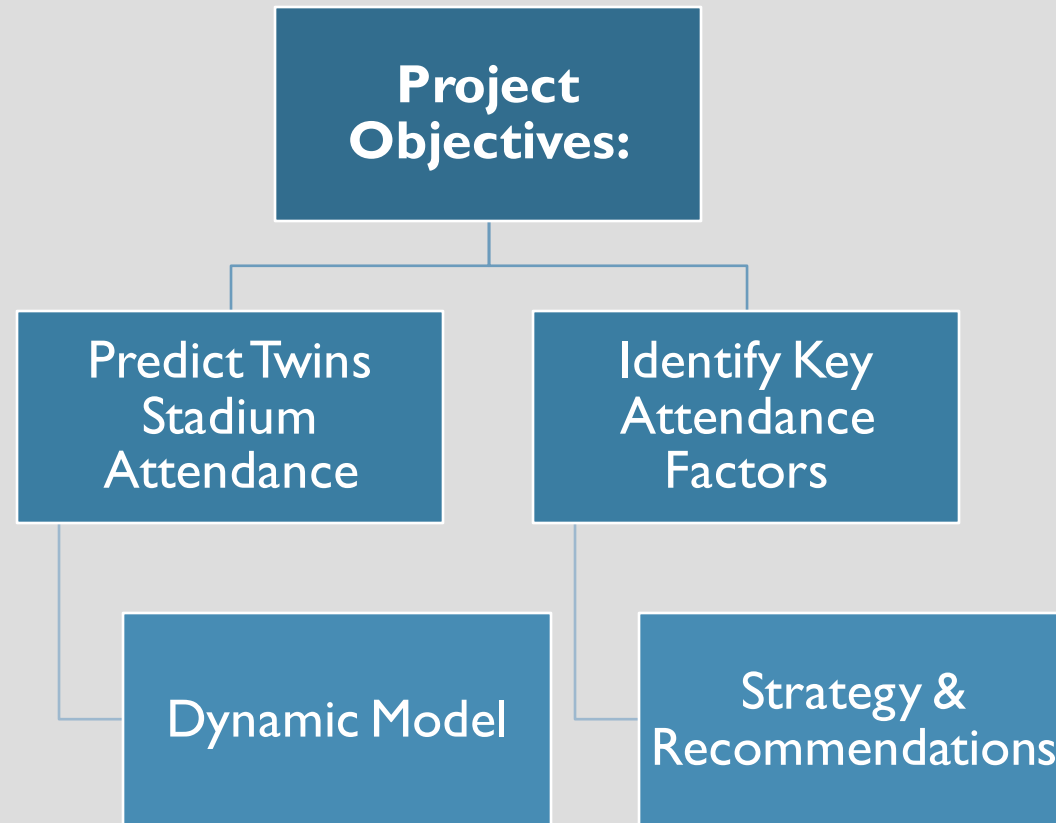 Project
Objectives:
Predict Twins
Stadium
Attendance
Identify Key
Attendance
Factors
Dynamic Model
Strategy &
Recommendations